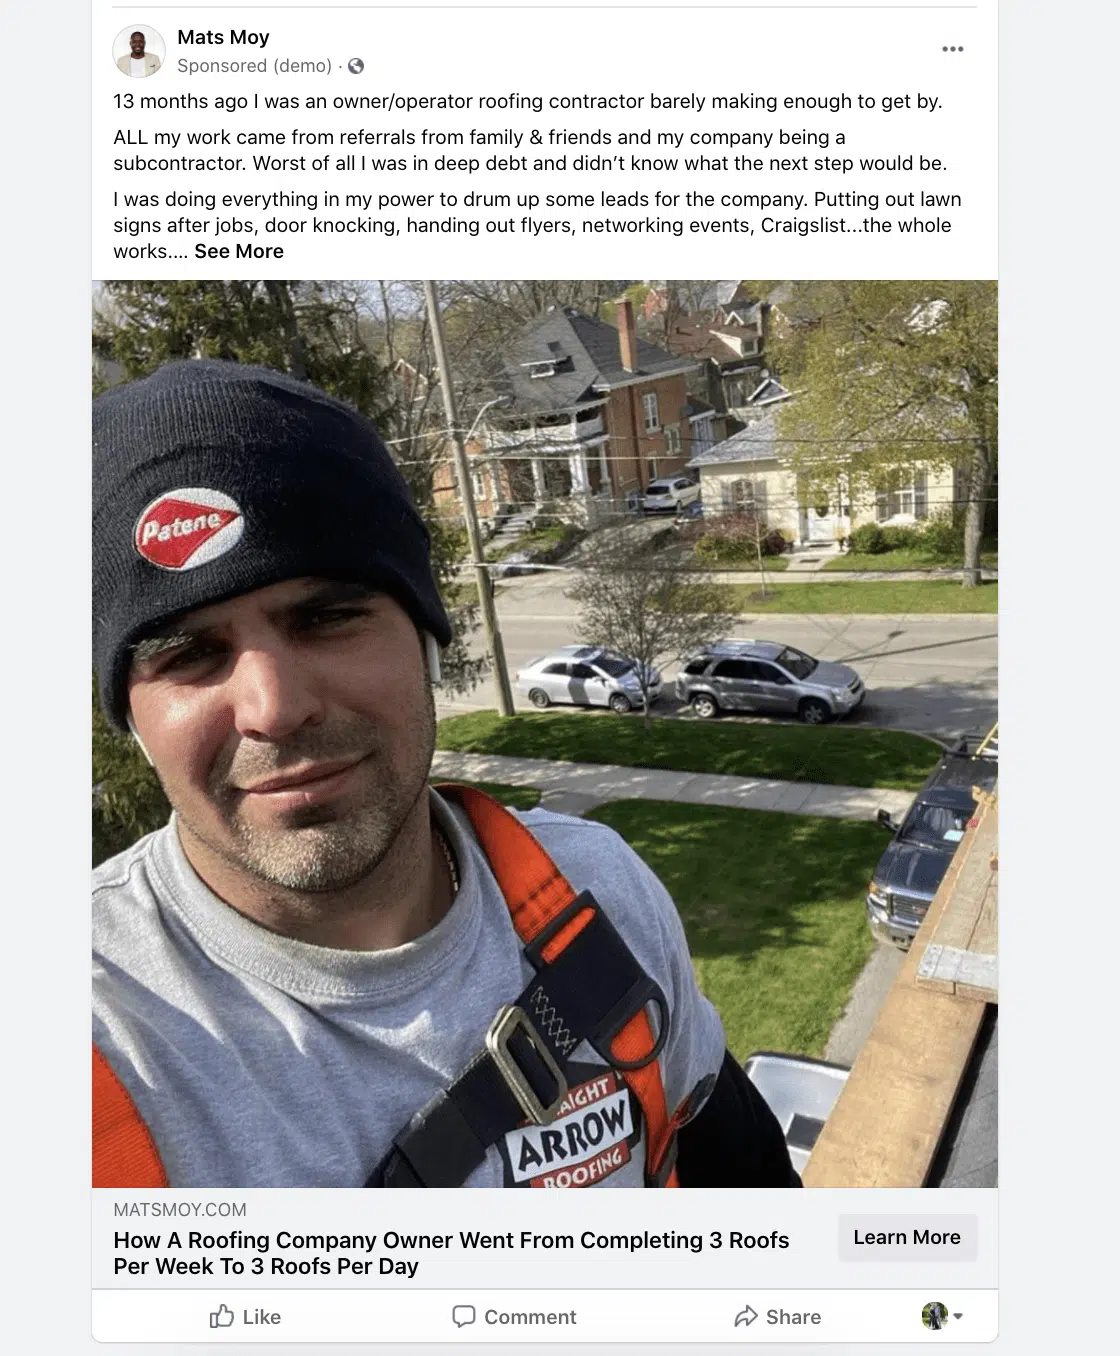 Mats Moy
Sponsored (demo) ·
13 months ago I was an owner/operator roofing contractor barely making enough to get by.
ALL my work came from referrals from family & friends and my company being a
subcontractor. Worst of all I was in deep debt and didn’t know what the next step would be.
I was doing everything in my power to drum up some leads for the company. Putting out lawn
signs after jobs, door knocking, handing out flyers, networking events, Craigslist...the whole
works.... See More
Patene
AIGHT
ARROW
ROOFING
MATSMOY.COM
How A Roofing Company Owner Went From Completing 3 Roofs
Per Week To 3 Roofs Per Day
Learn More
Like
Comment
Share